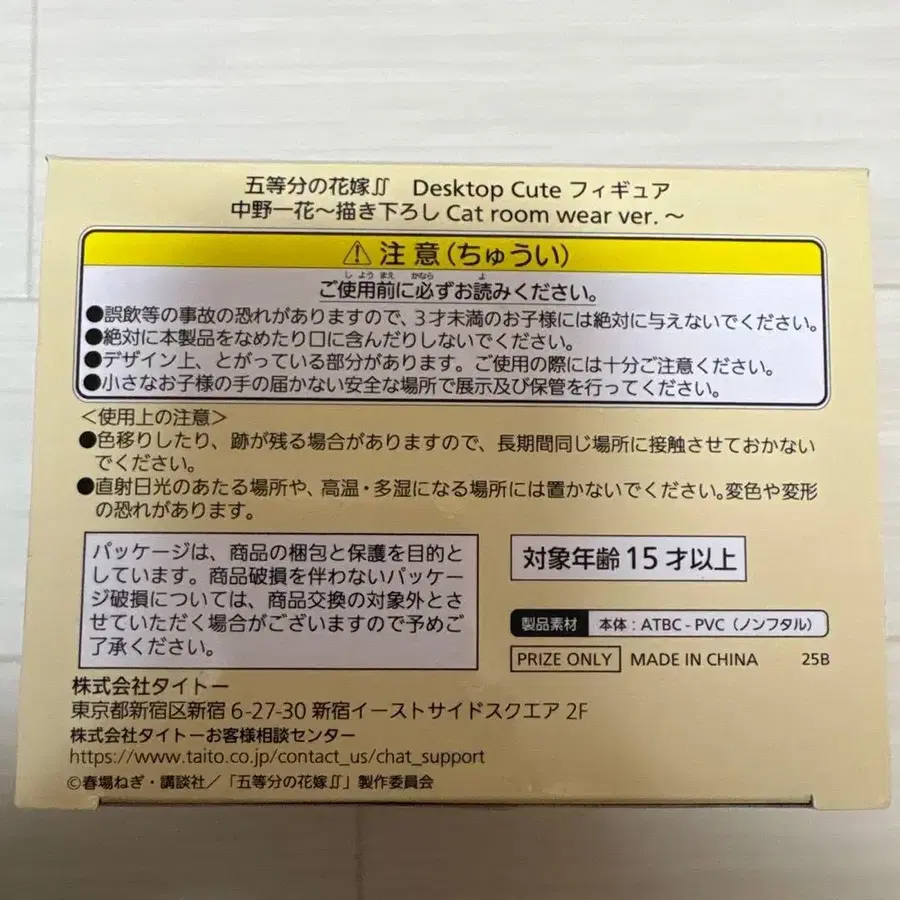 五等分の花嫁∬ Desktop Cute フィギュア
中野一花～描き下ろし Cat room wear ver.～
⚠ 注意(ちゅうい)
しようまえ かなら よ
ご使用前に必ずお読みください。
●誤飲等の事故の恐れがありますので、3才未満のお子様には絶対に与えないでください。
●絶対に本製品をなめたり口に含んだりしないでください。
●デザイン上、とがっている部分があります。ご使用の際には十分ご注意ください。
●小さなお子様の手の届かない安全な場所で展示及び保管を行ってください。
＜使用上の注意＞
●色移りしたり、跡が残る場合がありますので、長期間同じ場所に接触させておかない
でください。
●直射日光のあたる場所や、高温・多湿になる場所には置かないでください。変色や変形
の恐れがあります。
パッケージは、商品の梱包と保護を目的と
しています。商品破損を伴わないパッケー
ジ破損については、商品交換の対象外とさ
せていただく場合がございますので予めご
了承ください。
対象年齢15才以上
製品素材 本体：ATBC-PVC（ノンフタル）
PRIZE ONLY MADE IN CHINA 25B
株式会社タイトー
東京都新宿区新宿 6-27-30 新宿イーストサイドスクエア 2F
株式会社タイトーお客様相談センター
https://www.taito.co.jp/contact_us/chat_support
©春場ねぎ・講談社／「五等分の花嫁∬」製作委員会